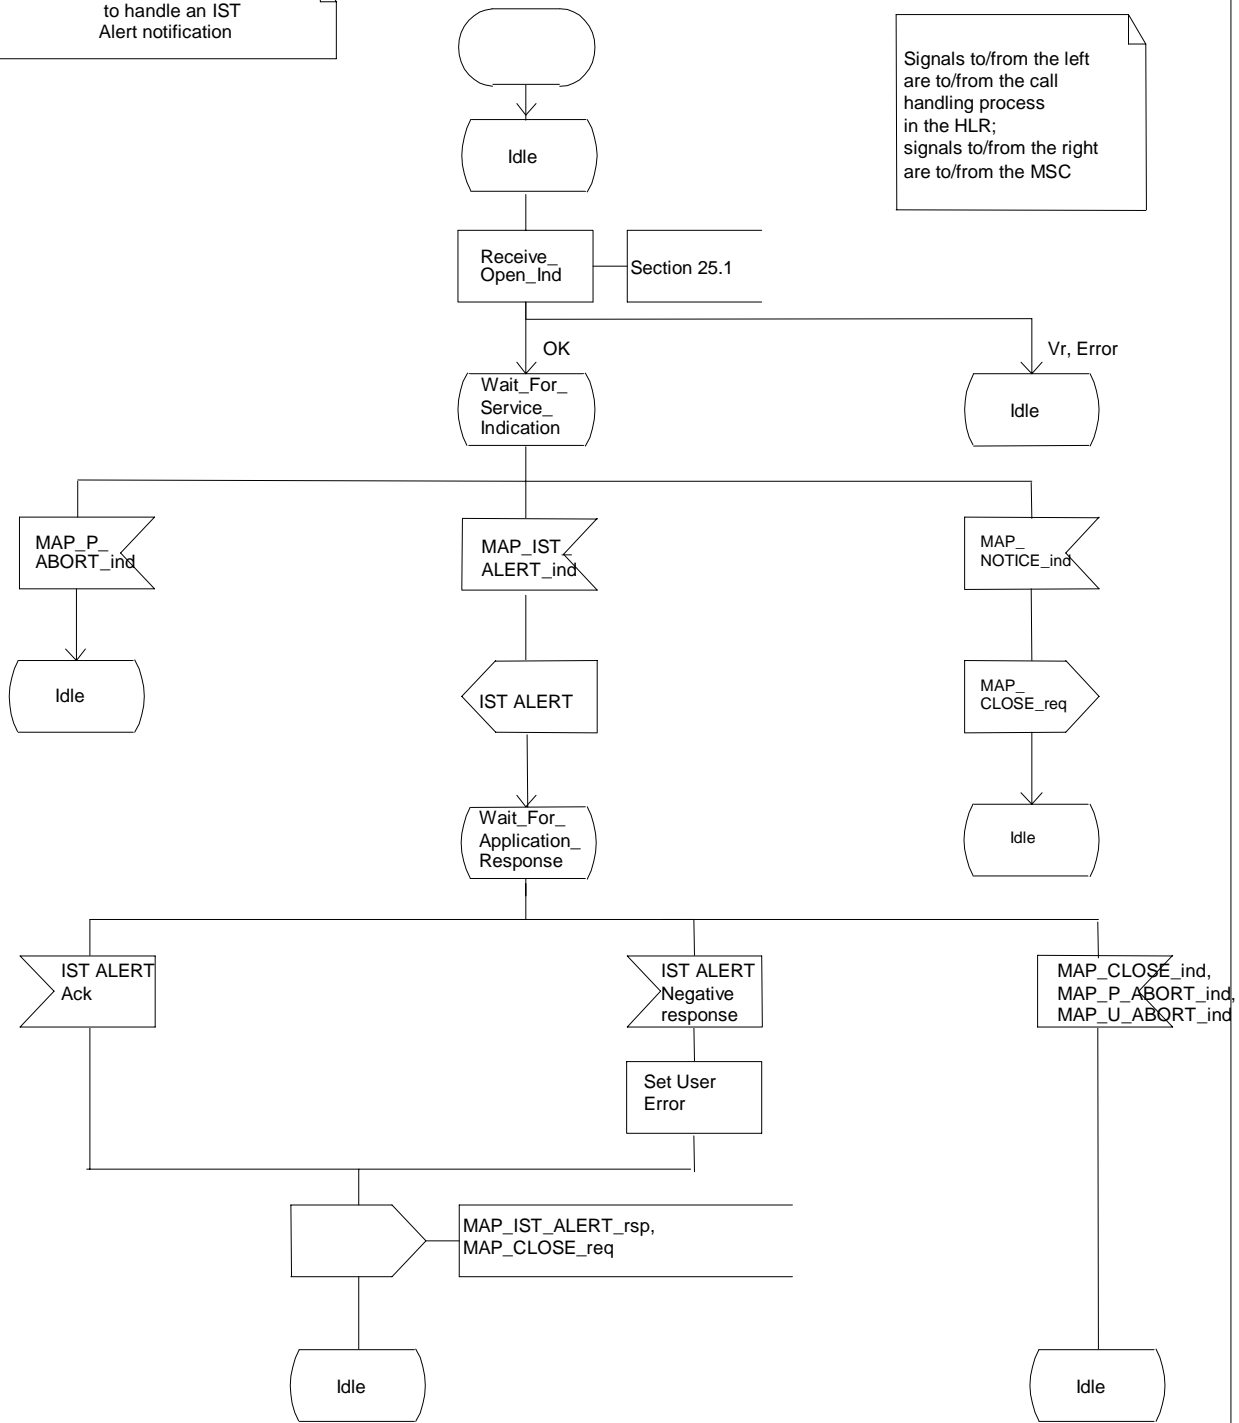 to handle an IST
Alert notification
Signals to/from the left
are to/from the call
handling process
in the HLR;
signals to/from the right
are to/from the MSC
Idle
Receive_
Open_Ind
Section 25.1
OK
Vr, Error
Wait_For_
Service_
Indication
Idle
MAP_P_
ABORT_ind
MAP_IST_
ALERT_ind
MAP_
NOTICE_ind
Idle
IST ALERT
MAP_
CLOSE_req
Wait_For_
Application_
Response
Idle
IST ALERT
Ack
IST ALERT
Negative
response
MAP_CLOSE_ind,
MAP_P_ABORT_ind,
MAP_U_ABORT_ind
Set User
Error
MAP_IST_ALERT_rsp,
MAP_CLOSE_req
Idle
Idle